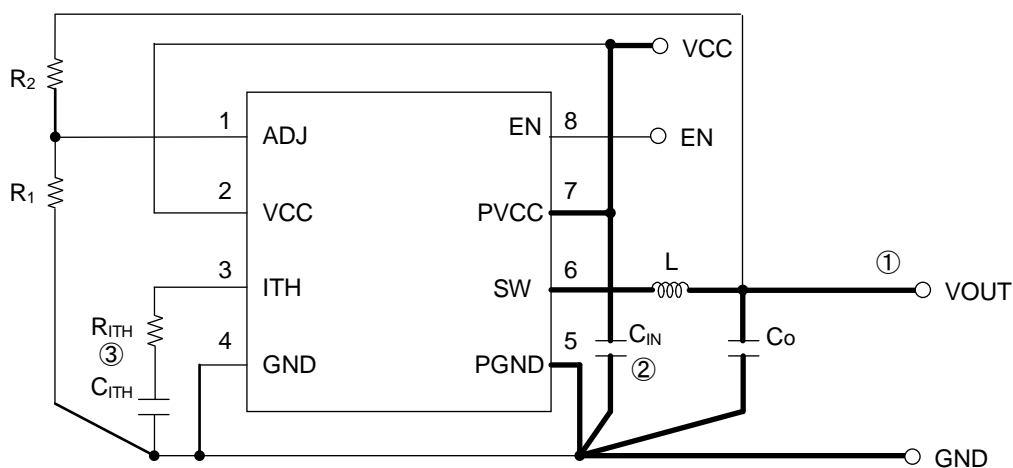 VCC
R2
1
ADJ
EN
8
EN
R1
2
VCC
7
PVCC
3
ITH
6
SW
L
①
VOUT
RITH
③
CITH
4
GND
5
PGND
CIN
②
Co
GND